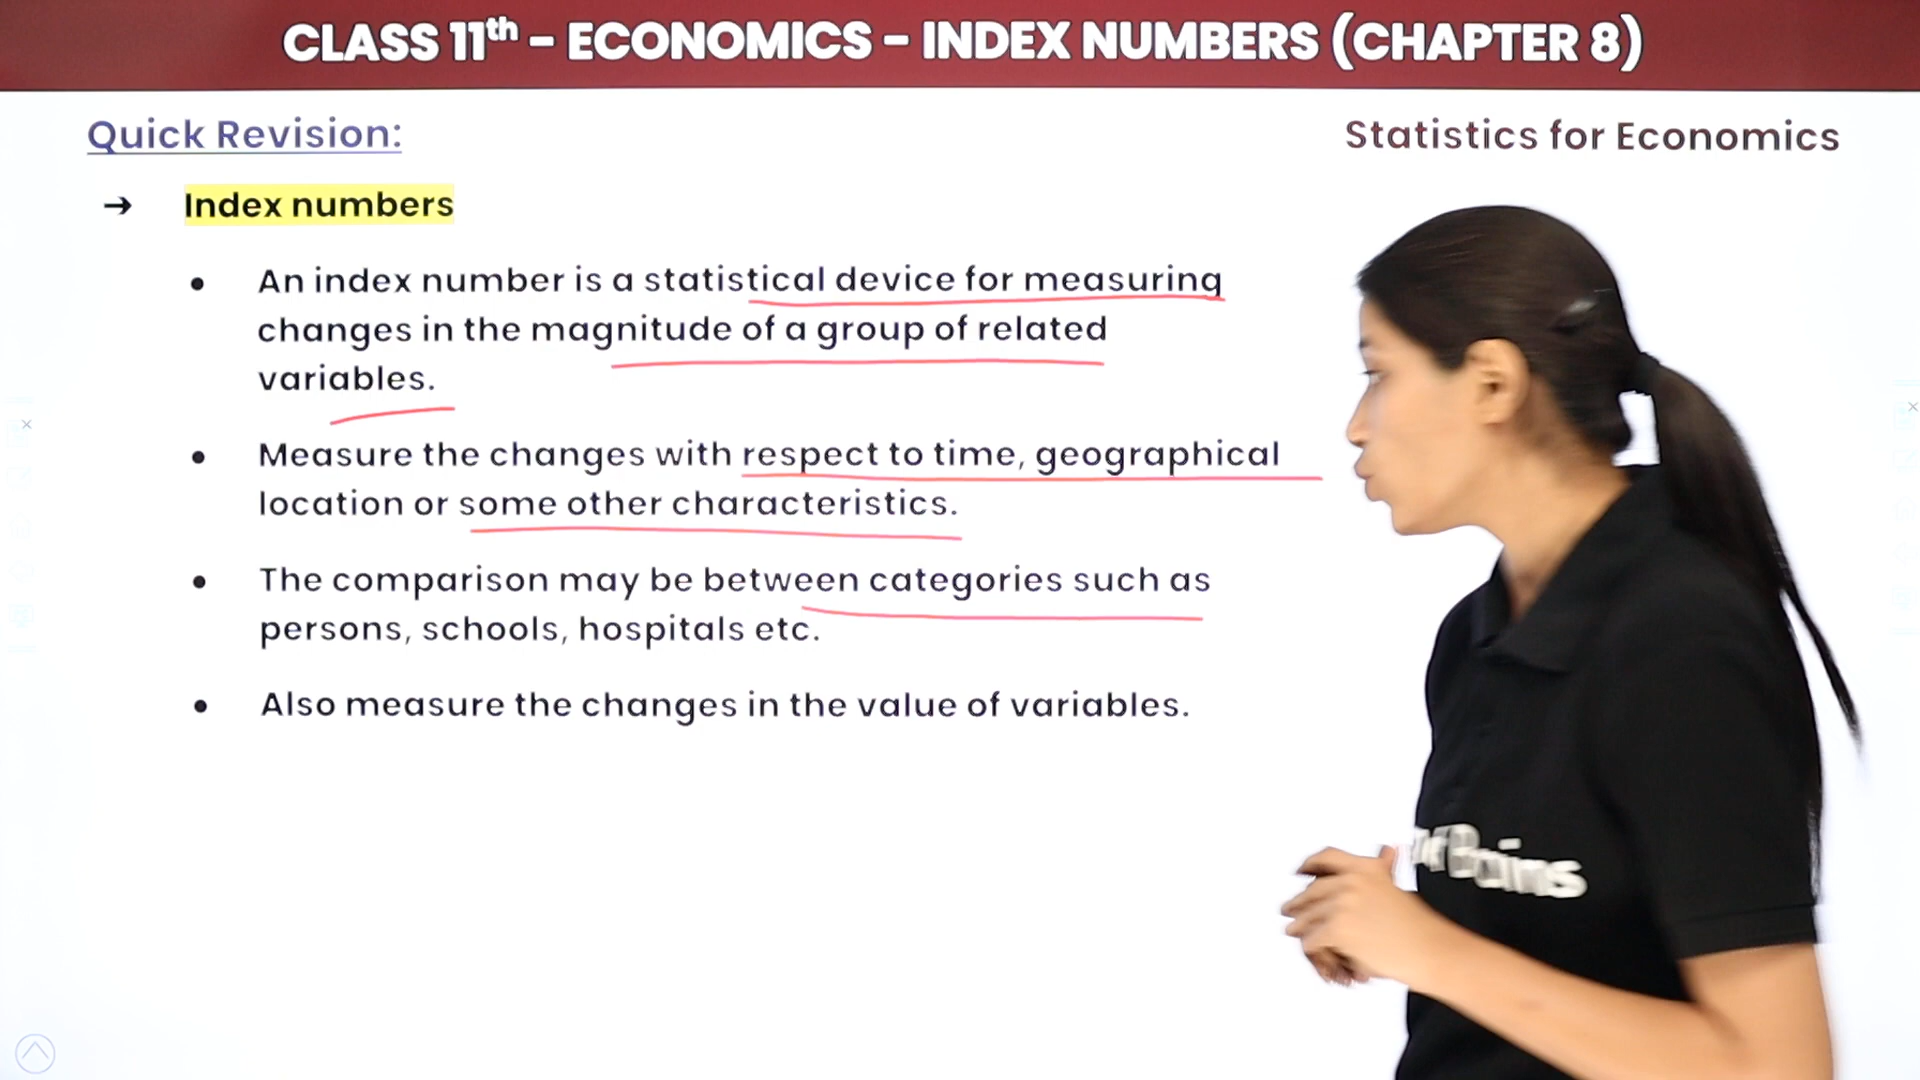 CLASS 11th - ECONOMICS - INDEX NUMBERS (CHAPTER 8)
Quick Revision:
Statistics for Economics
➔ Index numbers
• An index number is a statistical device for measuring
changes in the magnitude of a group of related
variables.
• Measure the changes with respect to time, geographical
location or some other characteristics.
• The comparison may be between categories such as
persons, schools, hospitals etc.
• Also measure the changes in the value of variables.
Brains